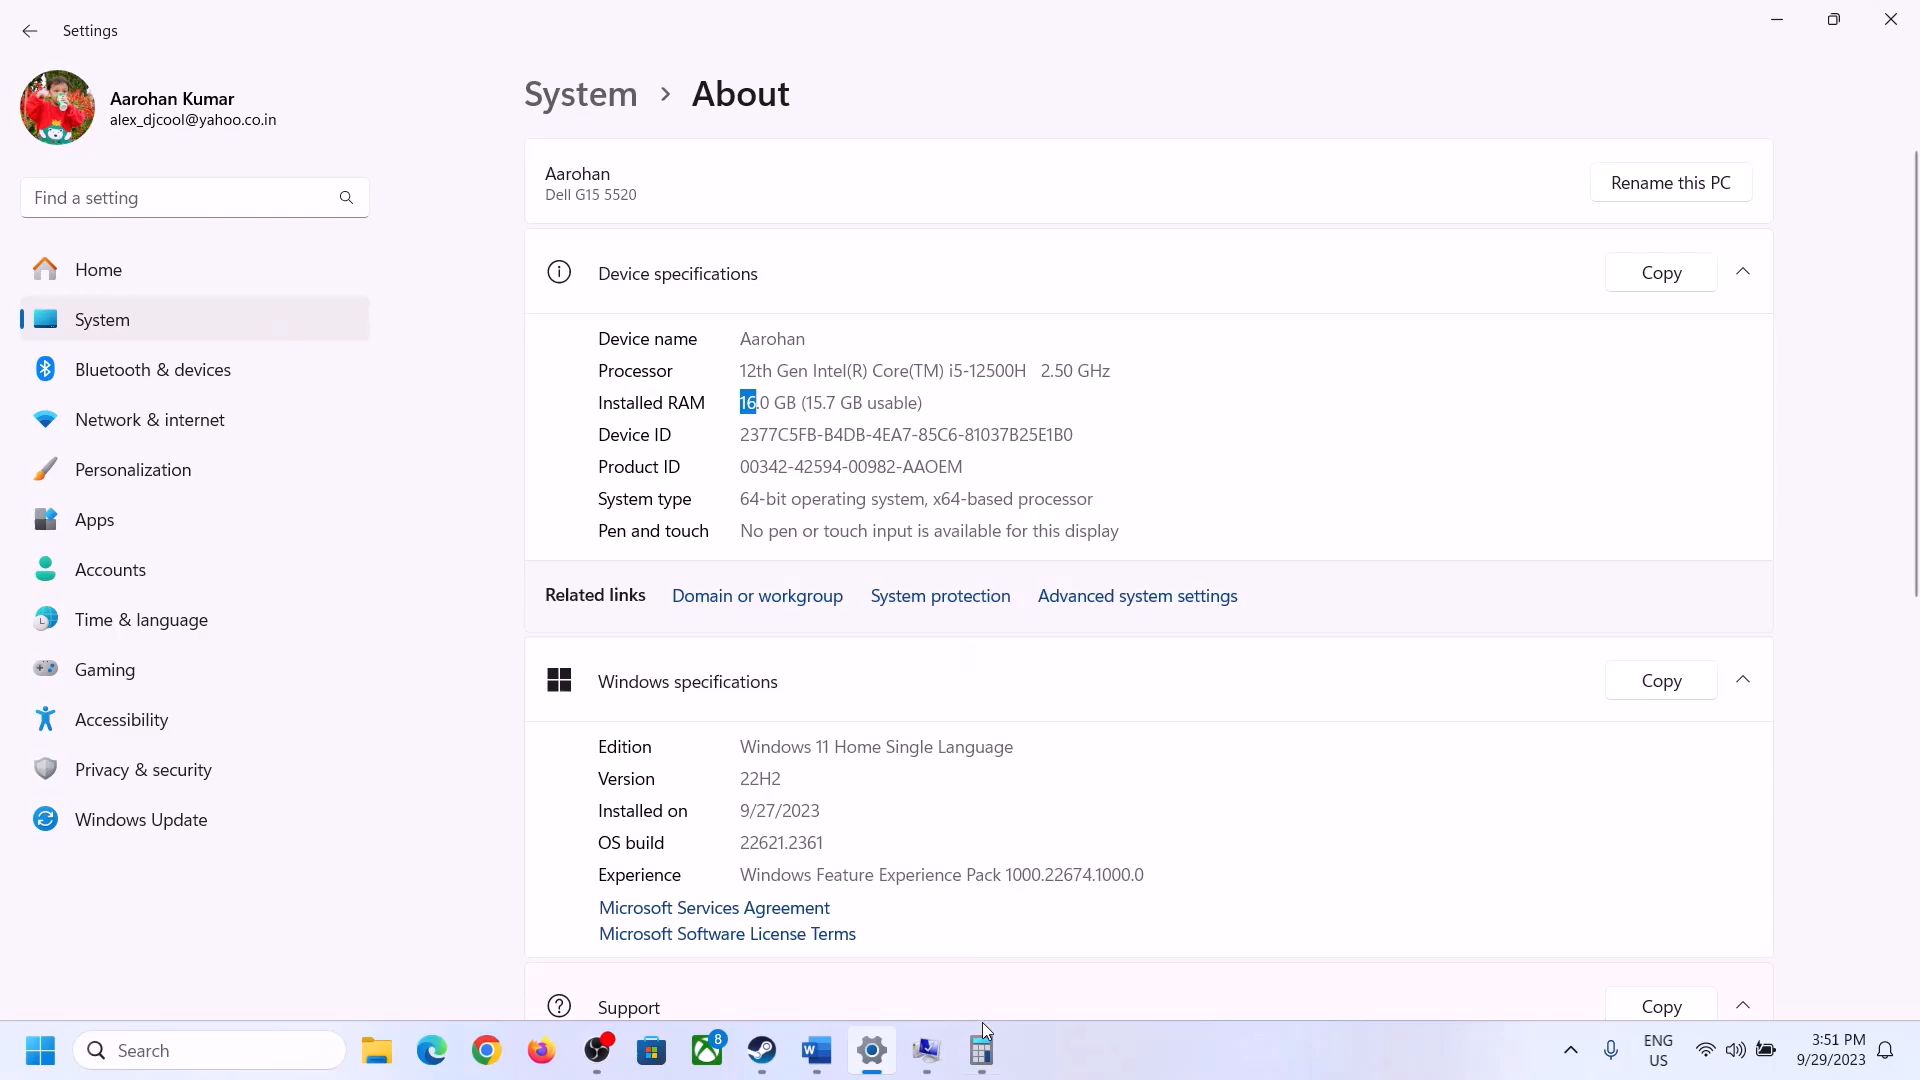 Settings
Aarohan Kumar
alex_djcool@yahoo.co.in
Find a setting
Home
System
Bluetooth & devices
Network & internet
Personalization
Apps
Accounts
Time & language
Gaming
Accessibility
Privacy & security
Windows Update
System > About
Aarohan
Dell G15 5520
Rename this PC
Device specifications
Copy
Device name Aarohan
Processor 12th Gen Intel(R) Core(TM) i5-12500H 2.50 GHz
Installed RAM 16.0 GB (15.7 GB usable)
Device ID 2377C5FB-B4DB-4EA7-85C6-81037B25E1B0
Product ID 00342-42594-00982-AAOEM
System type 64-bit operating system, x64-based processor
Pen and touch No pen or touch input is available for this display
Related links Domain or workgroup System protection Advanced system settings
Windows specifications
Copy
Edition Windows 11 Home Single Language
Version 22H2
Installed on 9/27/2023
OS build 22621.2361
Experience Windows Feature Experience Pack 1000.22674.1000.0
Microsoft Services Agreement
Microsoft Software License Terms
Support
Copy
Search
8
ENG
US
3:51 PM
9/29/2023